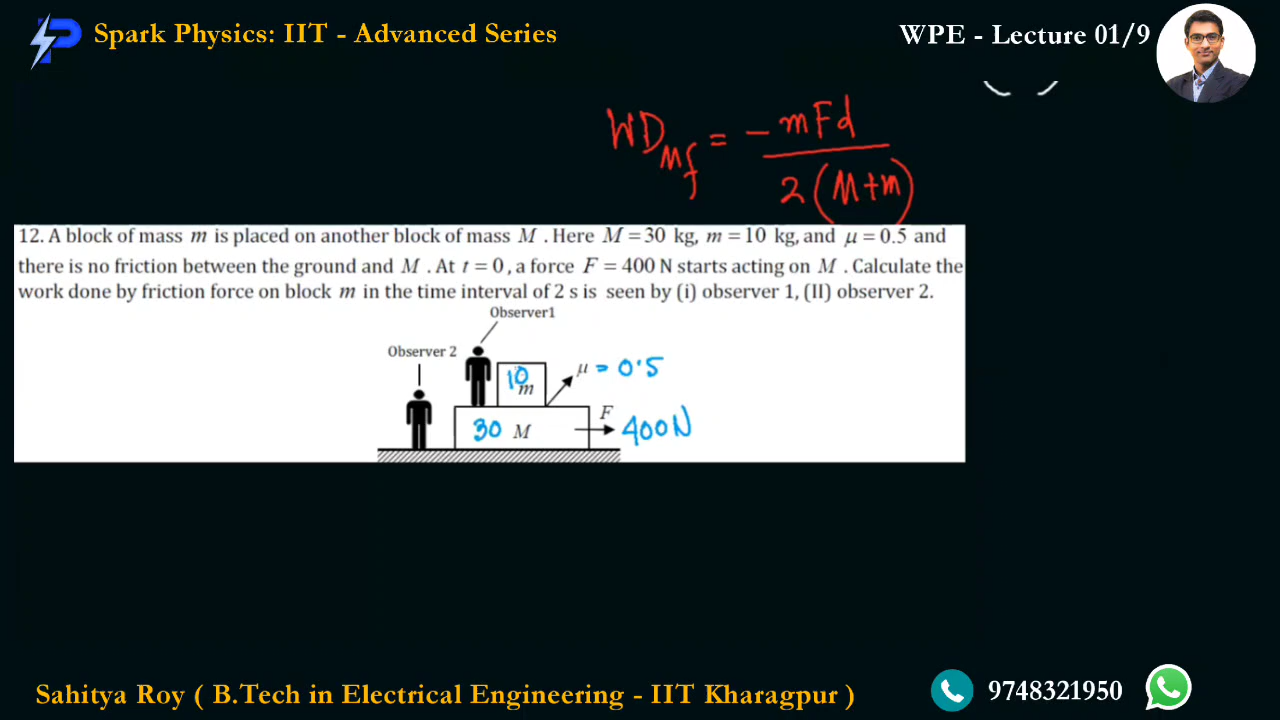 Spark Physics: IIT - Advanced Series
WPE - Lecture 01/9
WD_Mf = - mFd / 2(M+m)
12. A block of mass m is placed on another block of mass M . Here M = 30 kg, m = 10 kg, and μ = 0.5 and
there is no friction between the ground and M . At t = 0 , a force F = 400 N starts acting on M . Calculate the
work done by friction force on block m in the time interval of 2 s is seen by (i) observer 1, (II) observer 2.
Observer1
Observer 2
10
m
μ = 0.5
F
30 M
400N
Sahitya Roy ( B.Tech in Electrical Engineering - IIT Kharagpur )
9748321950